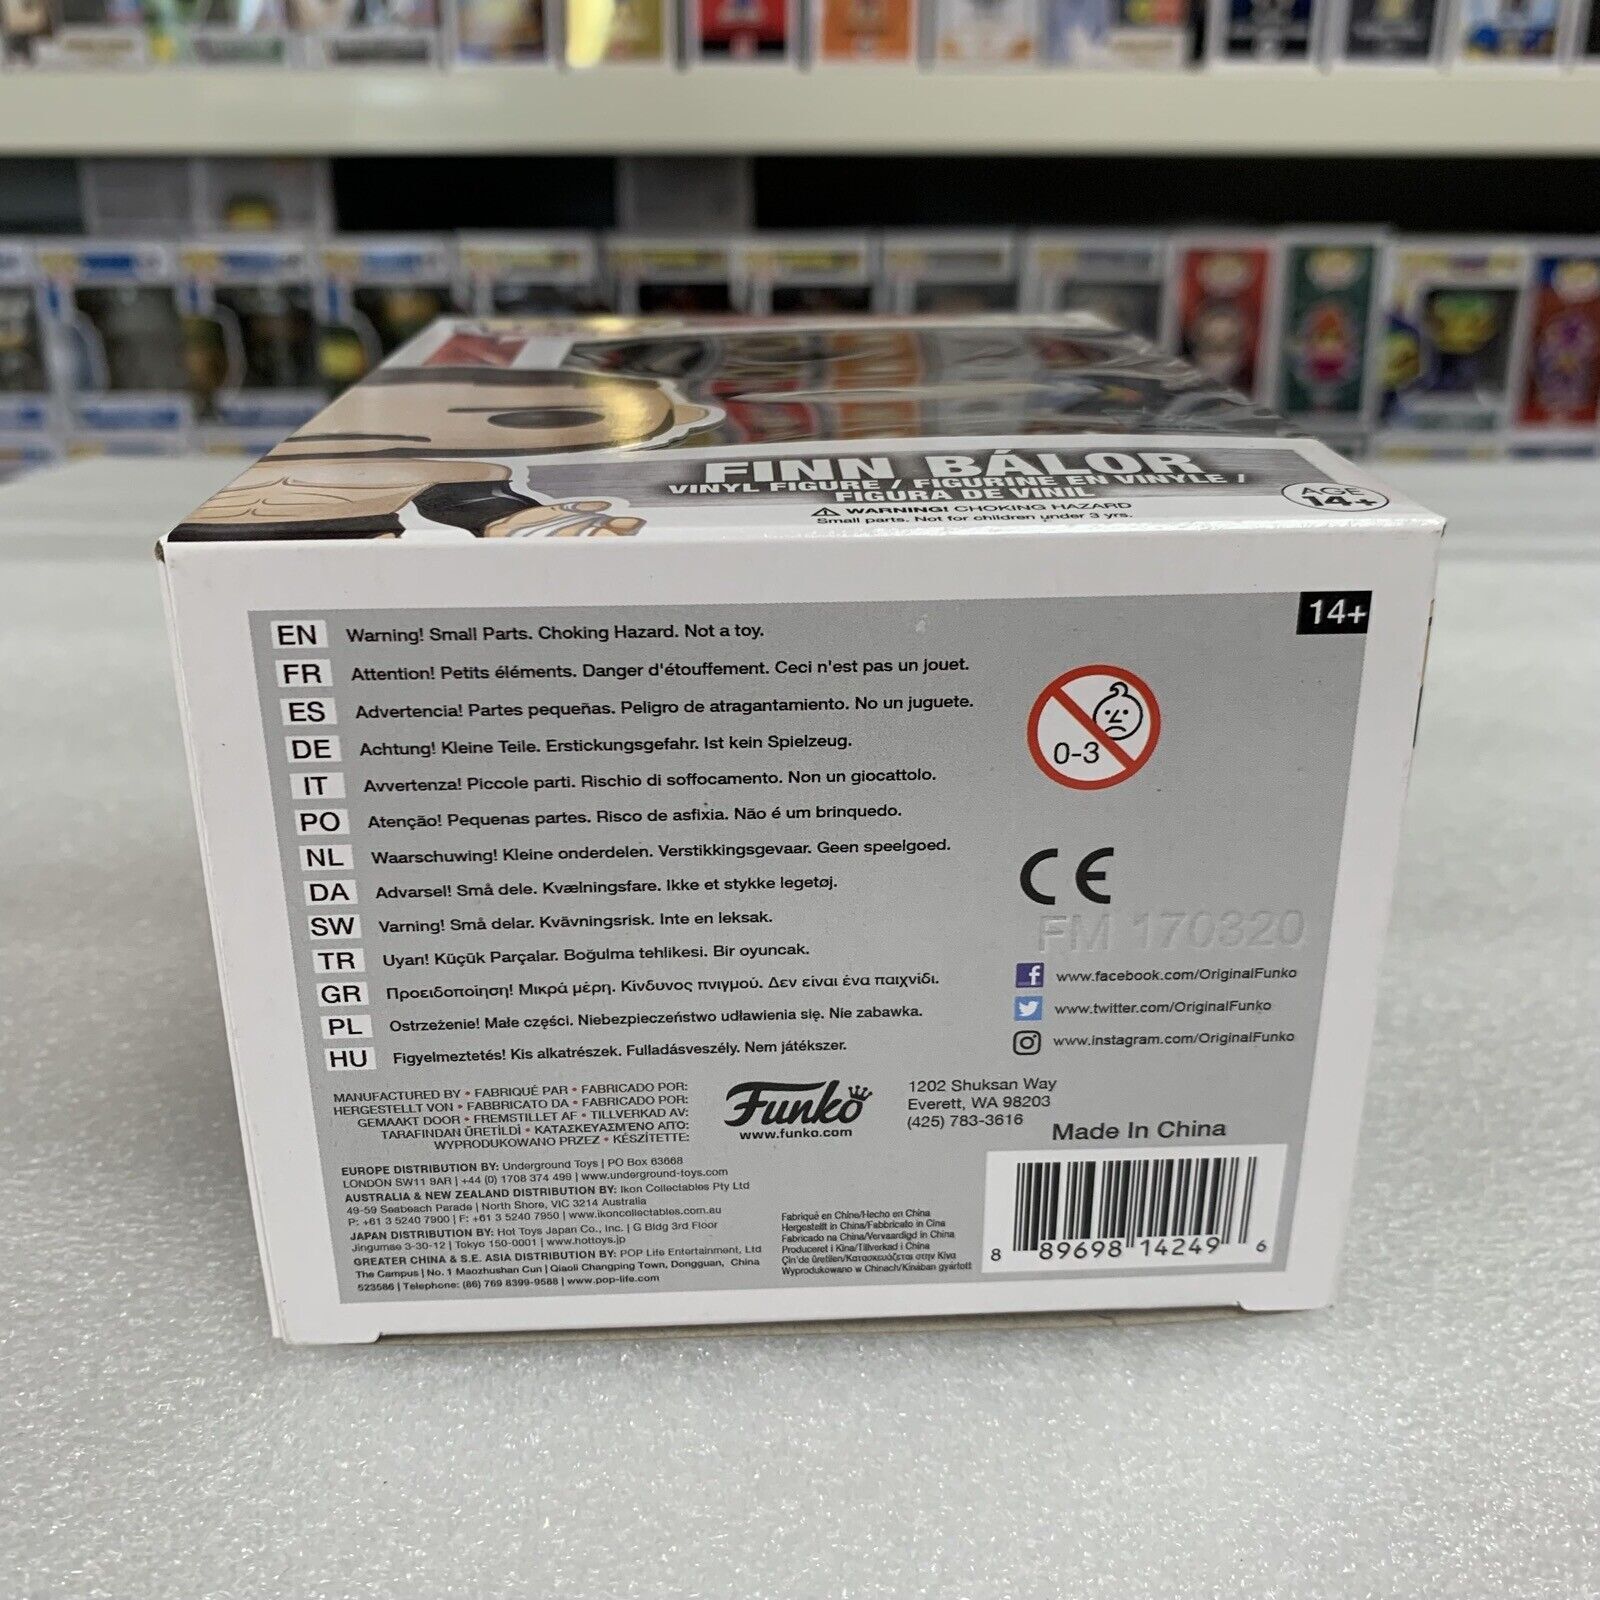 FINN BÁLOR
VINYL FIGURE / FIGURINE EN VINYLE /
FIGURA DE VINIL
⚠ WARNING! CHOKING HAZARD
Small parts. Not for children under 3 yrs.
AGE
14+
14+
EN Warning! Small Parts. Choking Hazard. Not a toy.
FR Attention! Petits éléments. Danger d'étouffement. Ceci n'est pas un jouet.
ES Advertencia! Partes pequeñas. Peligro de atragantamiento. No un juguete.
DE Achtung! Kleine Teile. Erstickungsgefahr. Ist kein Spielzeug.
IT Avvertenza! Piccole parti. Rischio di soffocamento. Non un giocattolo.
PO Atenção! Pequenas partes. Risco de asfixia. Não é um brinquedo.
NL Waarschuwing! Kleine onderdelen. Verstikkingsgevaar. Geen speelgoed.
DA Advarsel! Små dele. Kvælningsfare. Ikke et stykke legetøj.
SW Varning! Små delar. Kvävningsrisk. Inte en leksak.
TR Uyarı! Küçük Parçalar. Boğulma tehlikesi. Bir oyuncak.
GR Προειδοποίηση! Μικρά μέρη. Κίνδυνος πνιγμού. Δεν είναι ένα παιχνίδι.
PL Ostrzeżenie! Małe części. Niebezpieczeństwo udławienia się. Nie zabawka.
HU Figyelmeztetés! Kis alkatrészek. Fulladásveszély. Nem játékszer.
0-3
CE
FM 170320
www.facebook.com/OriginalFunko
www.twitter.com/OriginalFunko
www.instagram.com/OriginalFunko
MANUFACTURED BY • FABRIQUÉ PAR • FABRICADO POR:
HERGESTELLT VON • FABBRICATO DA • FABRICADO POR:
GEMAAKT DOOR • FREMSTILLET AF • TILLVERKAD AV:
TARAFINDAN ÜRETİLDİ • ΚΑΤΑΣΚΕΥΑΣΜΕΝΟ ΑΠΟ:
WYPRODUKOWANO PRZEZ • KÉSZÍTETTE:
Funko
www.funko.com
1202 Shuksan Way
Everett, WA 98203
(425) 783-3616
Made In China
EUROPE DISTRIBUTION BY: Underground Toys | PO Box 63668
LONDON SW11 9AR | +44 (0) 1708 374 499 | www.underground-toys.com
AUSTRALIA & NEW ZEALAND DISTRIBUTION BY: Ikon Collectables Pty Ltd
49-59 Seabeach Parade | North Shore, VIC 3214 Australia
P: +61 3 5240 7900 | F: +61 3 5240 7950 | www.ikoncollectables.com.au
JAPAN DISTRIBUTION BY: Hot Toys Japan Co., Inc. | G Bldg 3rd Floor
Jingumae 3-30-12 | Tokyo 150-0001 | www.hottoys.jp
GREATER CHINA & S.E. ASIA DISTRIBUTION BY: POP Life Entertainment, Ltd
The Campus | No. 1 Maozhushan Cun | Qiaoli Changping Town, Dongguan, China
523586 | Telephone: (86) 769 8399-9588 | www.pop-life.com
Fabriqué en Chine/Hecho en China
Hergestellt in China/Fabbricato in Cina
Fabricado na China/Vervaardigd in China
Produceret i Kina/Tillverkad i China
Çin'de üretilen/Κατασκευάζεται στην Κίνα
Wyprodukowano w Chinach/Kínában gyártott
8 89698 14249 6